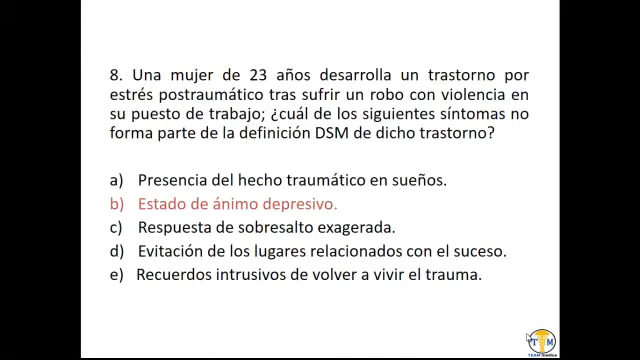 8. Una mujer de 23 años desarrolla un trastorno por
estrés postraumático tras sufrir un robo con violencia en
su puesto de trabajo; ¿cuál de los siguientes síntomas no
forma parte de la definición DSM de dicho trastorno?
a) Presencia del hecho traumático en sueños.
b) Estado de ánimo depresivo.
c) Respuesta de sobresalto exagerada.
d) Evitación de los lugares relacionados con el suceso.
e) Recuerdos intrusivos de volver a vivir el trauma.
T M